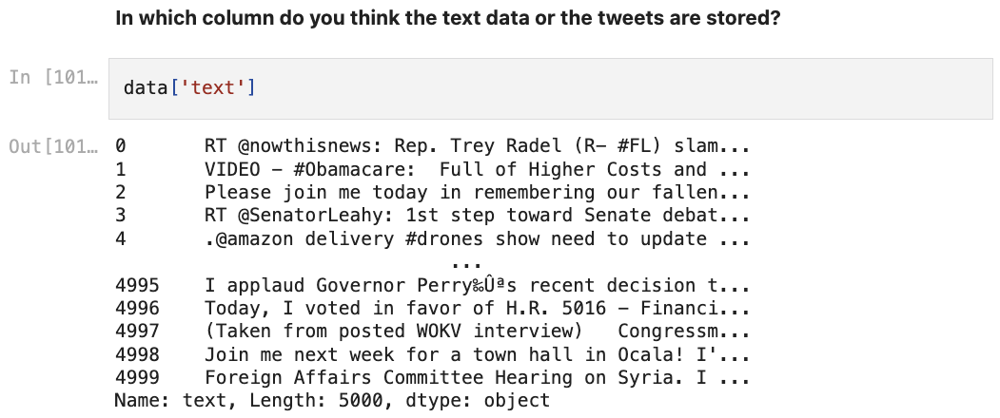 In which column do you think the text data or the tweets are stored?
In [101…
data['text']
Out[101…
0       RT @nowthisnews: Rep. Trey Radel (R- #FL) slam...
1       VIDEO - #Obamacare:  Full of Higher Costs and ...
2       Please join me today in remembering our fallen...
3       RT @SenatorLeahy: 1st step toward Senate debat...
4       .@amazon delivery #drones show need to update ...
...
4995    I applaud Governor Perry‰Ûªs recent decision t...
4996    Today, I voted in favor of H.R. 5016 - Financi...
4997    (Taken from posted WOKV interview)   Congressm...
4998    Join me next week for a town hall in Ocala! I'...
4999    Foreign Affairs Committee Hearing on Syria. I ...
Name: text, Length: 5000, dtype: object